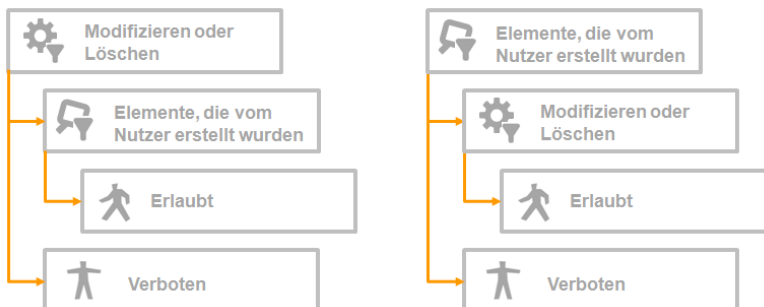 Modifizieren oder
Löschen
Elemente, die vom
Nutzer erstellt wurden
Erlaubt
Verboten
Elemente, die vom
Nutzer erstellt wurden
Modifizieren oder
Löschen
Erlaubt
Verboten